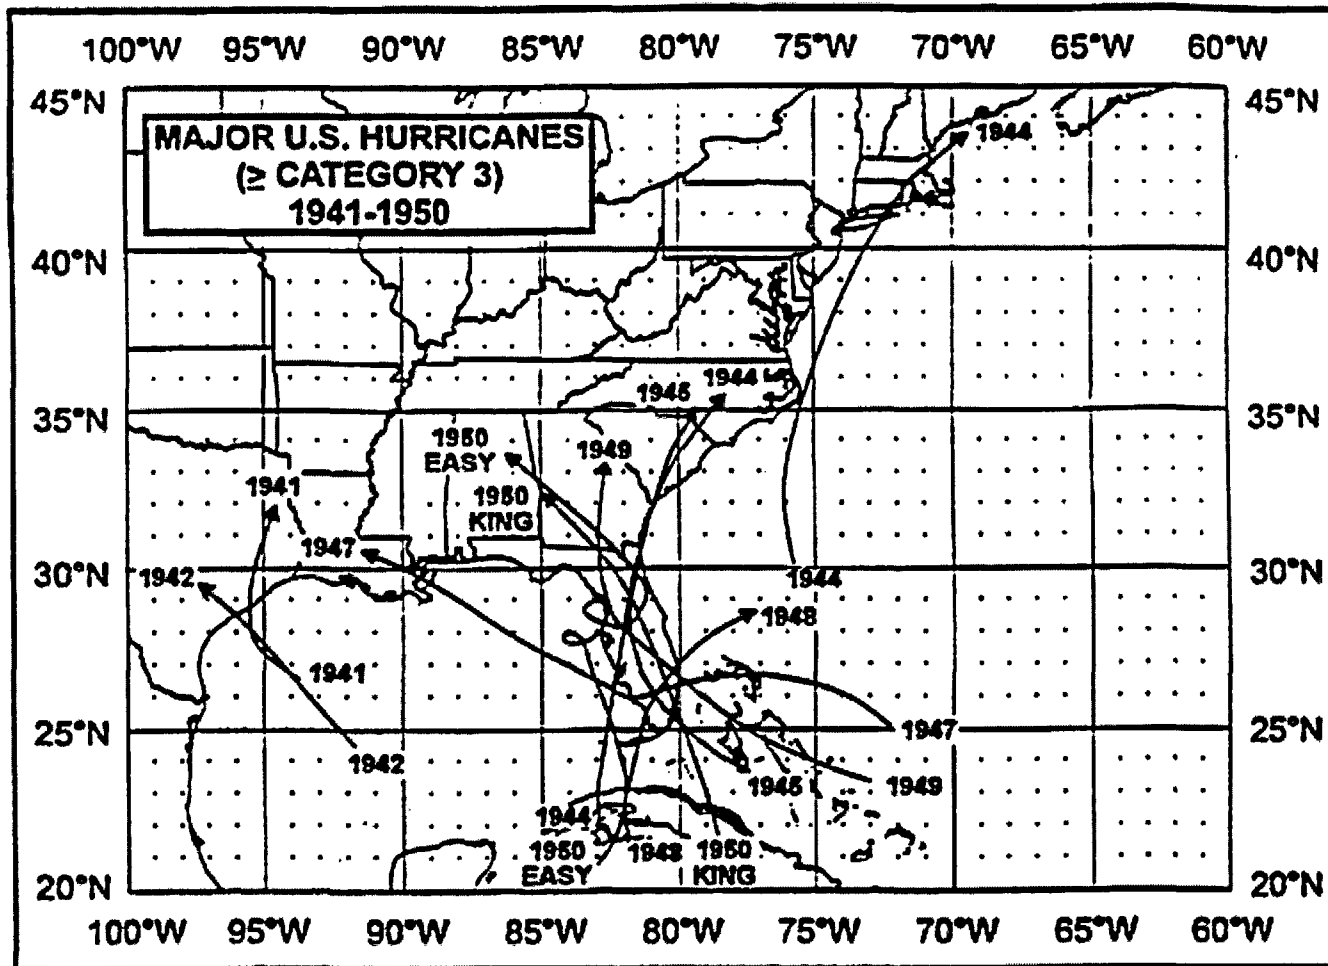 100°W 95°W 90°W 85°W 80°W 75°W 70°W 65°W 60°W
45°N 45°N
MAJOR U.S. HURRICANES
(≥ CATEGORY 3)
1941-1950
1944
40°N 40°N
1945 1944
35°N 35°N
1950
EASY
1949
1941
1950
KING
1947
1942 30°N 30°N
1944
1948
1941
25°N 1947 25°N
1942
1945 1949
1944
1950
EASY
1948
1950
KING
20°N 20°N
100°W 95°W 90°W 85°W 80°W 75°W 70°W 65°W 60°W